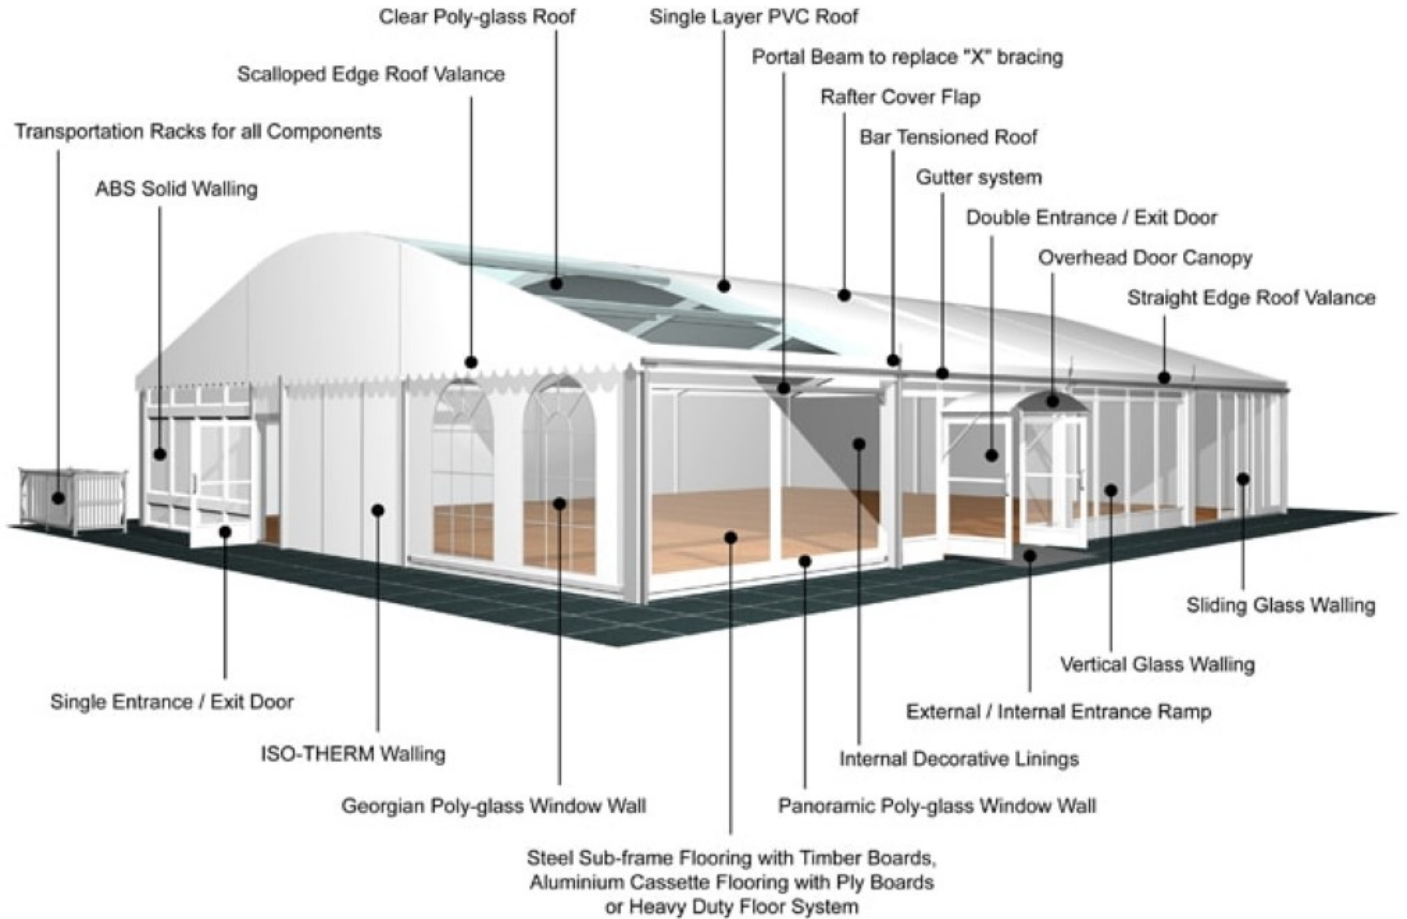 Clear Poly-glass Roof
Single Layer PVC Roof
Portal Beam to replace "X" bracing
Scalloped Edge Roof Valance
Rafter Cover Flap
Transportation Racks for all Components
Bar Tensioned Roof
ABS Solid Walling
Gutter system
Double Entrance / Exit Door
Overhead Door Canopy
Straight Edge Roof Valance
Sliding Glass Walling
Vertical Glass Walling
Single Entrance / Exit Door
External / Internal Entrance Ramp
ISO-THERM Walling
Internal Decorative Linings
Georgian Poly-glass Window Wall
Panoramic Poly-glass Window Wall
Steel Sub-frame Flooring with Timber Boards,
Aluminium Cassette Flooring with Ply Boards
or Heavy Duty Floor System